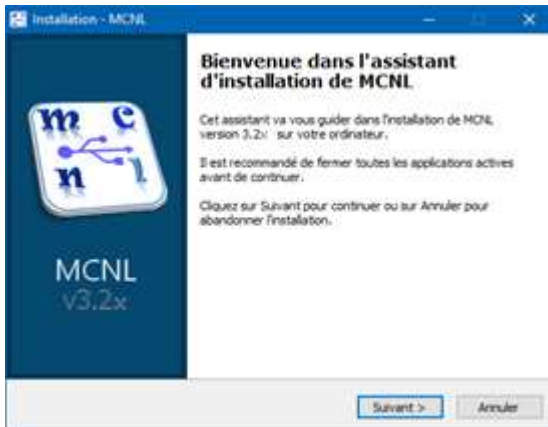 Installation - MCNL
Bienvenue dans l'assistant
d'installation de MCNL
Cet assistant va vous guider dans l'installation de MCNL
version 3.2x sur votre ordinateur.
Il est recommandé de fermer toutes les applications actives
avant de continuer.
Cliquez sur Suivant pour continuer ou sur Annuler pour
abandonner l'installation.
m c
n l
MCNL
v3.2x
Suivant >
Annuler